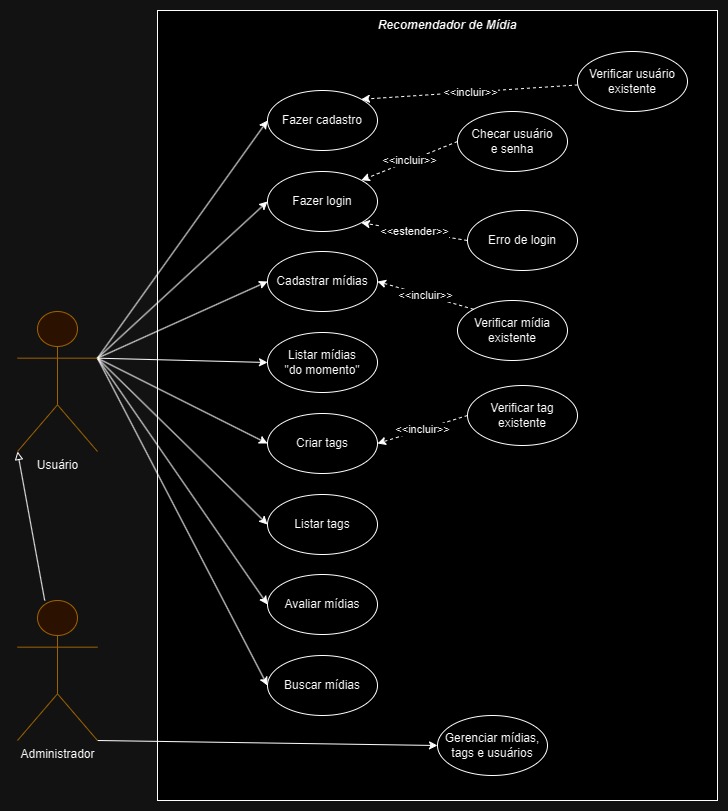 Recomendador de Mídia
Verificar usuário
existente
<<incluir>>
Fazer cadastro
Checar usuário
e senha
<<incluir>>
Fazer login
<<estender>>
Erro de login
Cadastrar mídias
<<incluir>>
Verificar mídia
existente
Listar mídias
"do momento"
Verificar tag
existente
<<incluir>>
Criar tags
Usuário
Listar tags
Avaliar mídias
Buscar mídias
Gerenciar mídias,
tags e usuários
Administrador